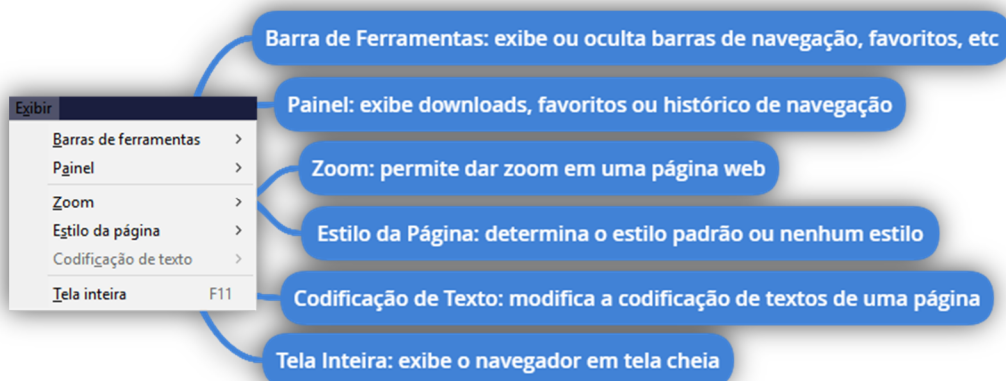 Barra de Ferramentas: exibe ou oculta barras de navegação, favoritos, etc
Painel: exibe downloads, favoritos ou histórico de navegação
Exibir
Barras de ferramentas >
Painel >
Zoom >
Estilo da página >
Codificação de texto >
Tela inteira F11
Zoom: permite dar zoom em uma página web
Estilo da Página: determina o estilo padrão ou nenhum estilo
Codificação de Texto: modifica a codificação de textos de uma página
Tela Inteira: exibe o navegador em tela cheia